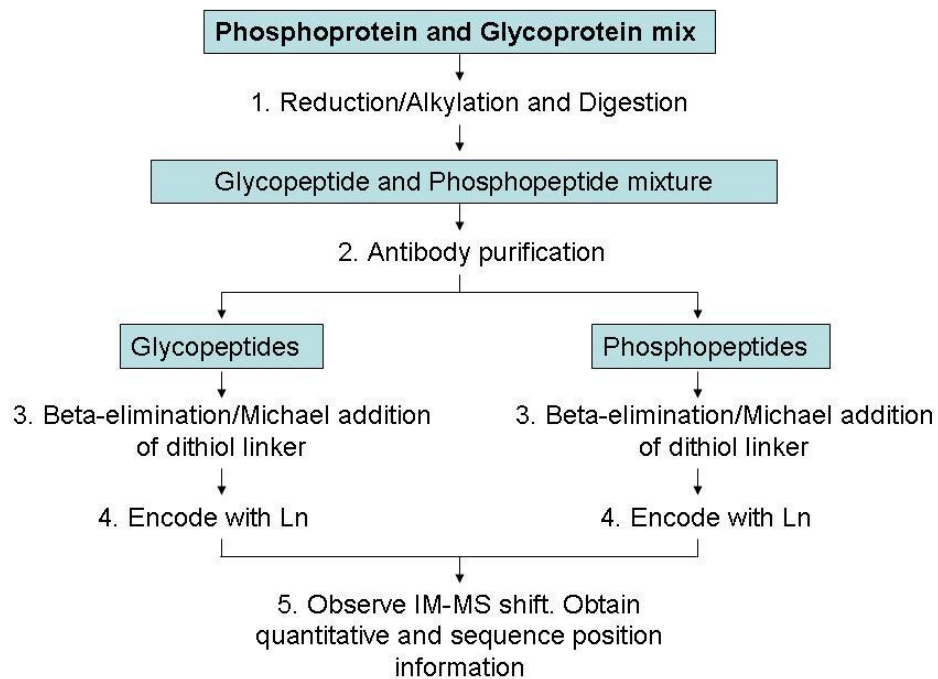 Phosphoprotein and Glycoprotein mix
1. Reduction/Alkylation and Digestion
Glycopeptide and Phosphopeptide mixture
2. Antibody purification
Glycopeptides
Phosphopeptides
3. Beta-elimination/Michael addition
of dithiol linker
3. Beta-elimination/Michael addition
of dithiol linker
4. Encode with Ln
4. Encode with Ln
5. Observe IM-MS shift. Obtain
quantitative and sequence position
information